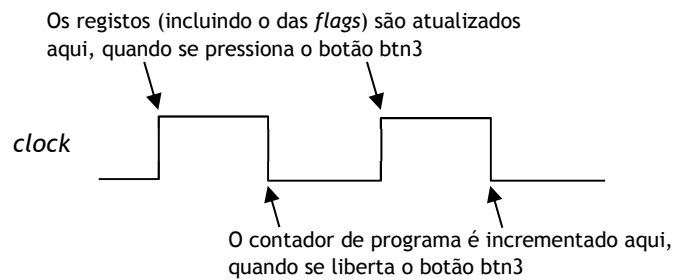 Os registos (incluindo o das flags) são atualizados
aqui, quando se pressiona o botão btn3
clock
O contador de programa é incrementado aqui,
quando se liberta o botão btn3